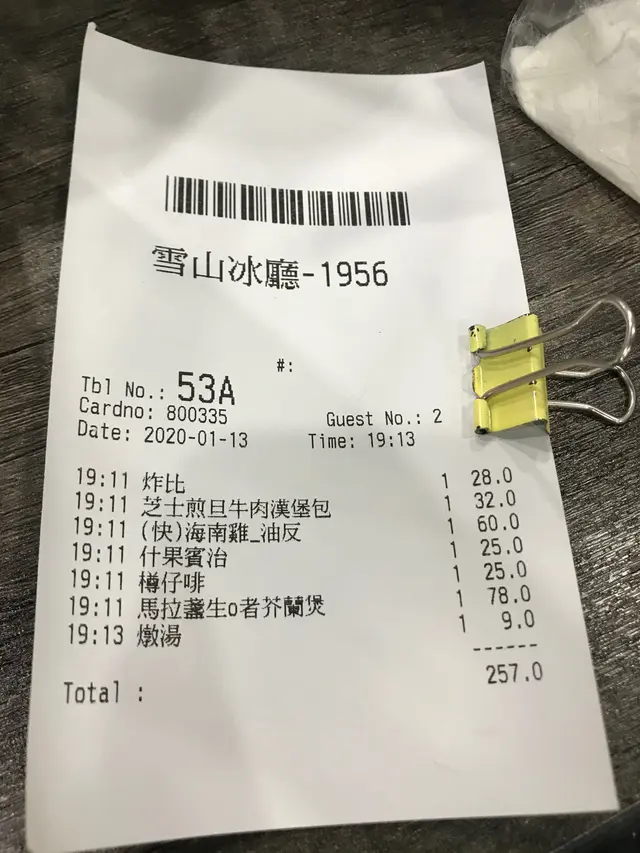 雪山冰廳-1956
#:
Tbl No.: 53A
Cardno: 800335 Guest No.: 2
Date: 2020-01-13 Time: 19:13
19:11 炸比 1 28.0
19:11 芝士煎旦牛肉漢堡包 1 32.0
19:11 (快)海南雞_油反 1 60.0
19:11 什果賓治 1 25.0
19:11 樽仔啡 1 25.0
19:11 馬拉盞生o者芥蘭煲 1 78.0
19:13 燉湯 1 9.0
------
Total : 257.0